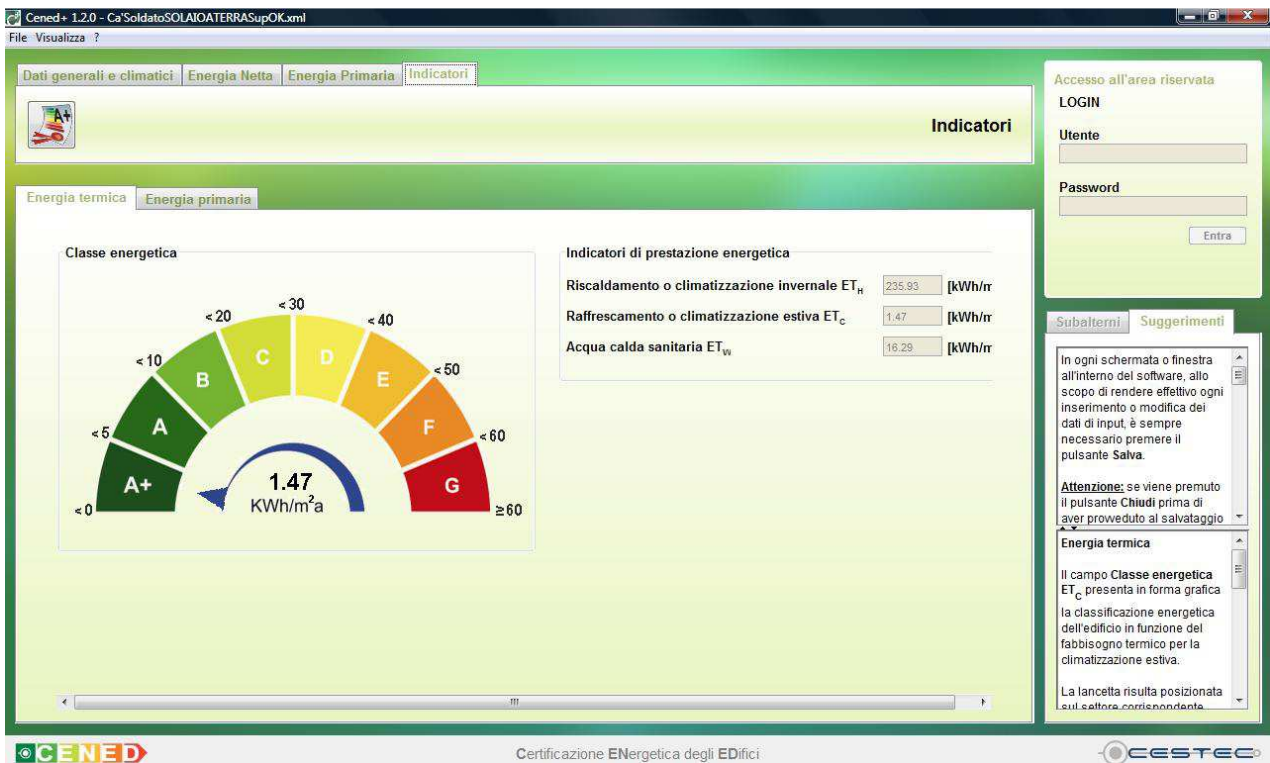 Cened+ 1.2.0 - Ca'SoldatoSOLAIOATERRASupOK.xml
File Visualizza ?
Dati generali e climatici Energia Netta Energia Primaria Indicatori
A+
Indicatori
Energia termica Energia primaria
Classe energetica
< 0
A+
< 5
A
< 10
B
< 20
C
< 30
D
< 40
E
< 50
F
< 60
G
≥ 60
1.47
KWh/m²a
Indicatori di prestazione energetica
Riscaldamento o climatizzazione invernale ET_H 235.93 [kWh/m
Raffrescamento o climatizzazione estiva ET_C 1.47 [kWh/m
Acqua calda sanitaria ET_W 16.29 [kWh/m
Accesso all'area riservata
LOGIN
Utente
Password
Entra
Subalterni Suggerimenti
In ogni schermata o finestra
all'interno del software, allo
scopo di rendere effettivo ogni
inserimento o modifica dei
dati di input, è sempre
necessario premere il
pulsante Salva.
Attenzione: se viene premuto
il pulsante Chiudi prima di
aver provveduto al salvataggio
Energia termica
Il campo Classe energetica
ET_C presenta in forma grafica
la classificazione energetica
dell'edificio in funzione del
fabbisogno termico per la
climatizzazione estiva.
La lancetta risulta posizionata
sul settore corrispondente
CENED
Certificazione ENergetica degli EDifici
CESTEC